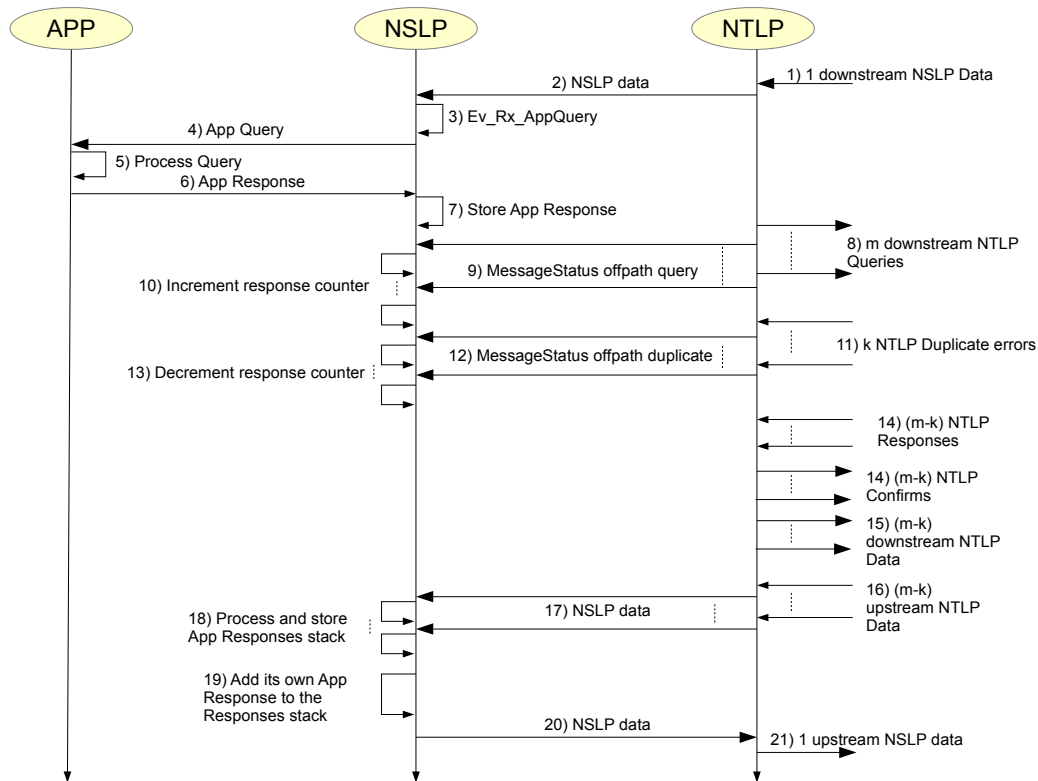 APP
NSLP
NTLP
1) 1 downstream NSLP Data
2) NSLP data
3) Ev_Rx_AppQuery
4) App Query
5) Process Query
6) App Response
7) Store App Response
8) m downstream NTLP
Queries
9) MessageStatus offpath query
10) Increment response counter
11) k NTLP Duplicate errors
12) MessageStatus offpath duplicate
13) Decrement response counter
14) (m-k) NTLP
Responses
14) (m-k) NTLP
Confirms
15) (m-k)
downstream NTLP
Data
16) (m-k)
upstream NTLP
Data
17) NSLP data
18) Process and store
App Responses stack
19) Add its own App
Response to the
Responses stack
20) NSLP data
21) 1 upstream NSLP data